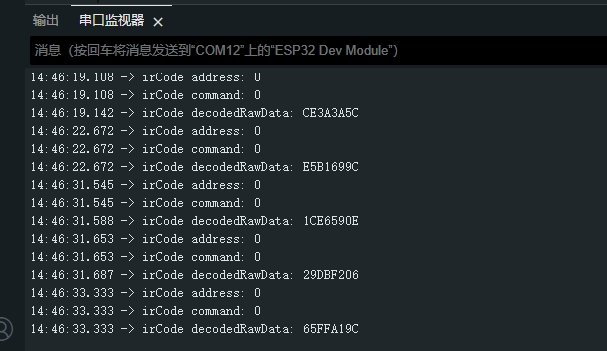 输出
串口监视器
消息（按回车将消息发送到“COM12”上的“ESP32 Dev Module”）
14:46:19.108 -> irCode address: 0
14:46:19.108 -> irCode command: 0
14:46:19.142 -> irCode decodedRawData: CE3A3A5C
14:46:22.672 -> irCode address: 0
14:46:22.672 -> irCode command: 0
14:46:22.672 -> irCode decodedRawData: E5B1699C
14:46:31.545 -> irCode address: 0
14:46:31.545 -> irCode command: 0
14:46:31.588 -> irCode decodedRawData: 1CE6590E
14:46:31.653 -> irCode address: 0
14:46:31.653 -> irCode command: 0
14:46:31.687 -> irCode decodedRawData: 29DBF206
14:46:33.333 -> irCode address: 0
14:46:33.333 -> irCode command: 0
14:46:33.333 -> irCode decodedRawData: 65FFA19C